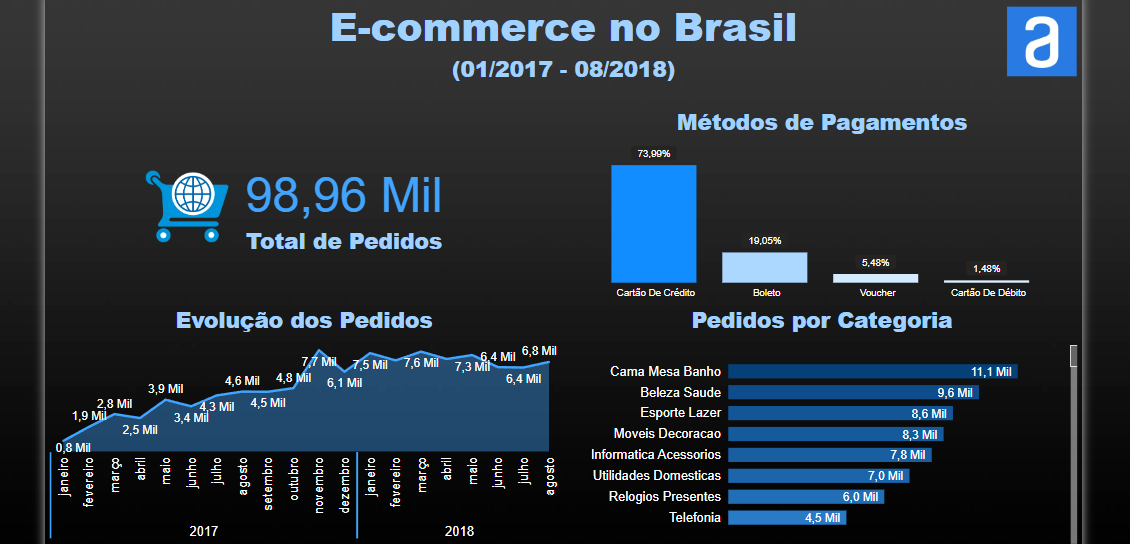 E-commerce no Brasil
(01/2017 - 08/2018)
a
98,96 Mil
Total de Pedidos
Métodos de Pagamentos
73,99%
19,05%
5,48%
1,48%
Cartão De Crédito
Boleto
Voucher
Cartão De Débito
Evolução dos Pedidos
0,8 Mil
1,9 Mil
2,8 Mil
2,5 Mil
3,9 Mil
3,4 Mil
4,3 Mil
4,6 Mil
4,5 Mil
4,8 Mil
7,7 Mil
6,1 Mil
7,5 Mil
7,6 Mil
7,3 Mil
6,4 Mil
6,4 Mil
6,8 Mil
janeiro
fevereiro
março
abril
maio
junho
julho
agosto
setembro
outubro
novembro
dezembro
janeiro
fevereiro
março
abril
maio
junho
julho
agosto
2017
2018
Pedidos por Categoria
Cama Mesa Banho 11,1 Mil
Beleza Saude 9,6 Mil
Esporte Lazer 8,6 Mil
Moveis Decoracao 8,3 Mil
Informatica Acessorios 7,8 Mil
Utilidades Domesticas 7,0 Mil
Relogios Presentes 6,0 Mil
Telefonia 4,5 Mil